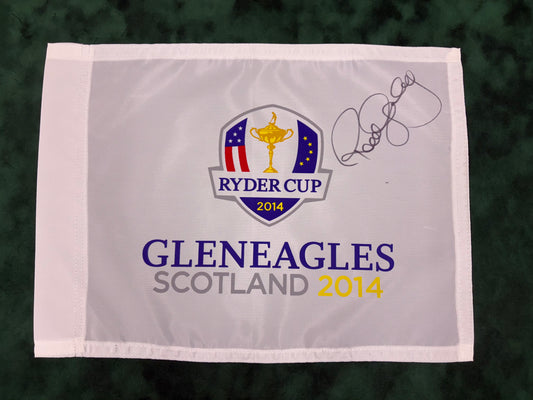 RYDER CUP
2014
GLENEAGLES
SCOTLAND 2014